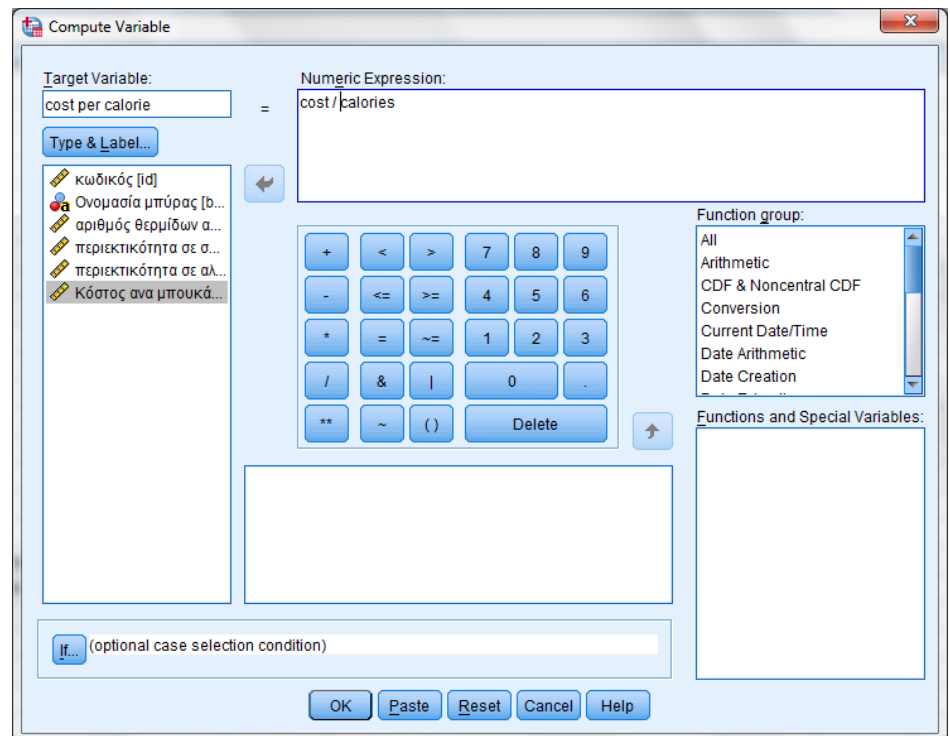 Compute Variable
Target Variable:
cost per calorie
=
Numeric Expression:
cost / calories
Type & Label...
κωδικός [id]
Ονομασία μπύρας [b...
αριθμός θερμίδων α...
περιεκτικότητα σε σ...
περιεκτικότητα σε αλ...
Κόστος ανα μπουκά...
+ < > 7 8 9
- <= >= 4 5 6
* = ~= 1 2 3
/ & | 0 .
** ~ ( ) Delete
Function group:
All
Arithmetic
CDF & Noncentral CDF
Conversion
Current Date/Time
Date Arithmetic
Date Creation
Functions and Special Variables:
If... (optional case selection condition)
OK Paste Reset Cancel Help